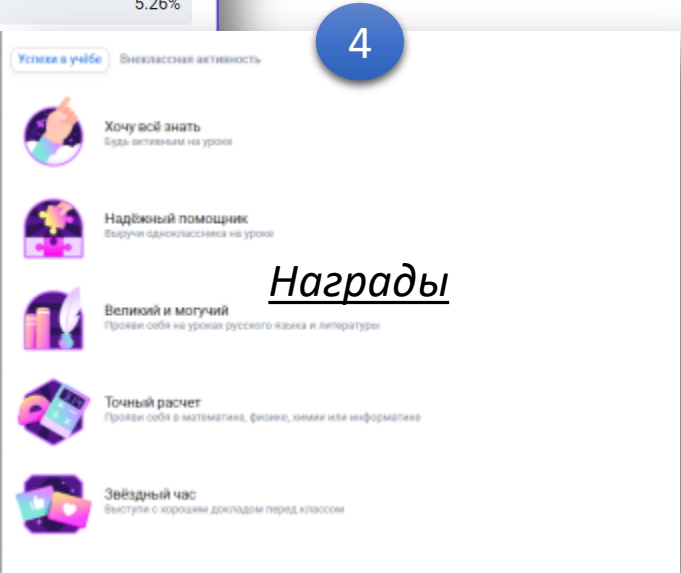 5.26%
4
Успехи в учёбе Внеклассная активность
Хочу всё знать
Будь активным на уроке
Надёжный помощник
Выручи одноклассника на уроке
Награды
Великий и могучий
Прояви себя на уроках русского языка и литературы
Точный расчет
Прояви себя в математике, физике, химии или информатике
Звёздный час
Выступи с хорошим докладом перед классом